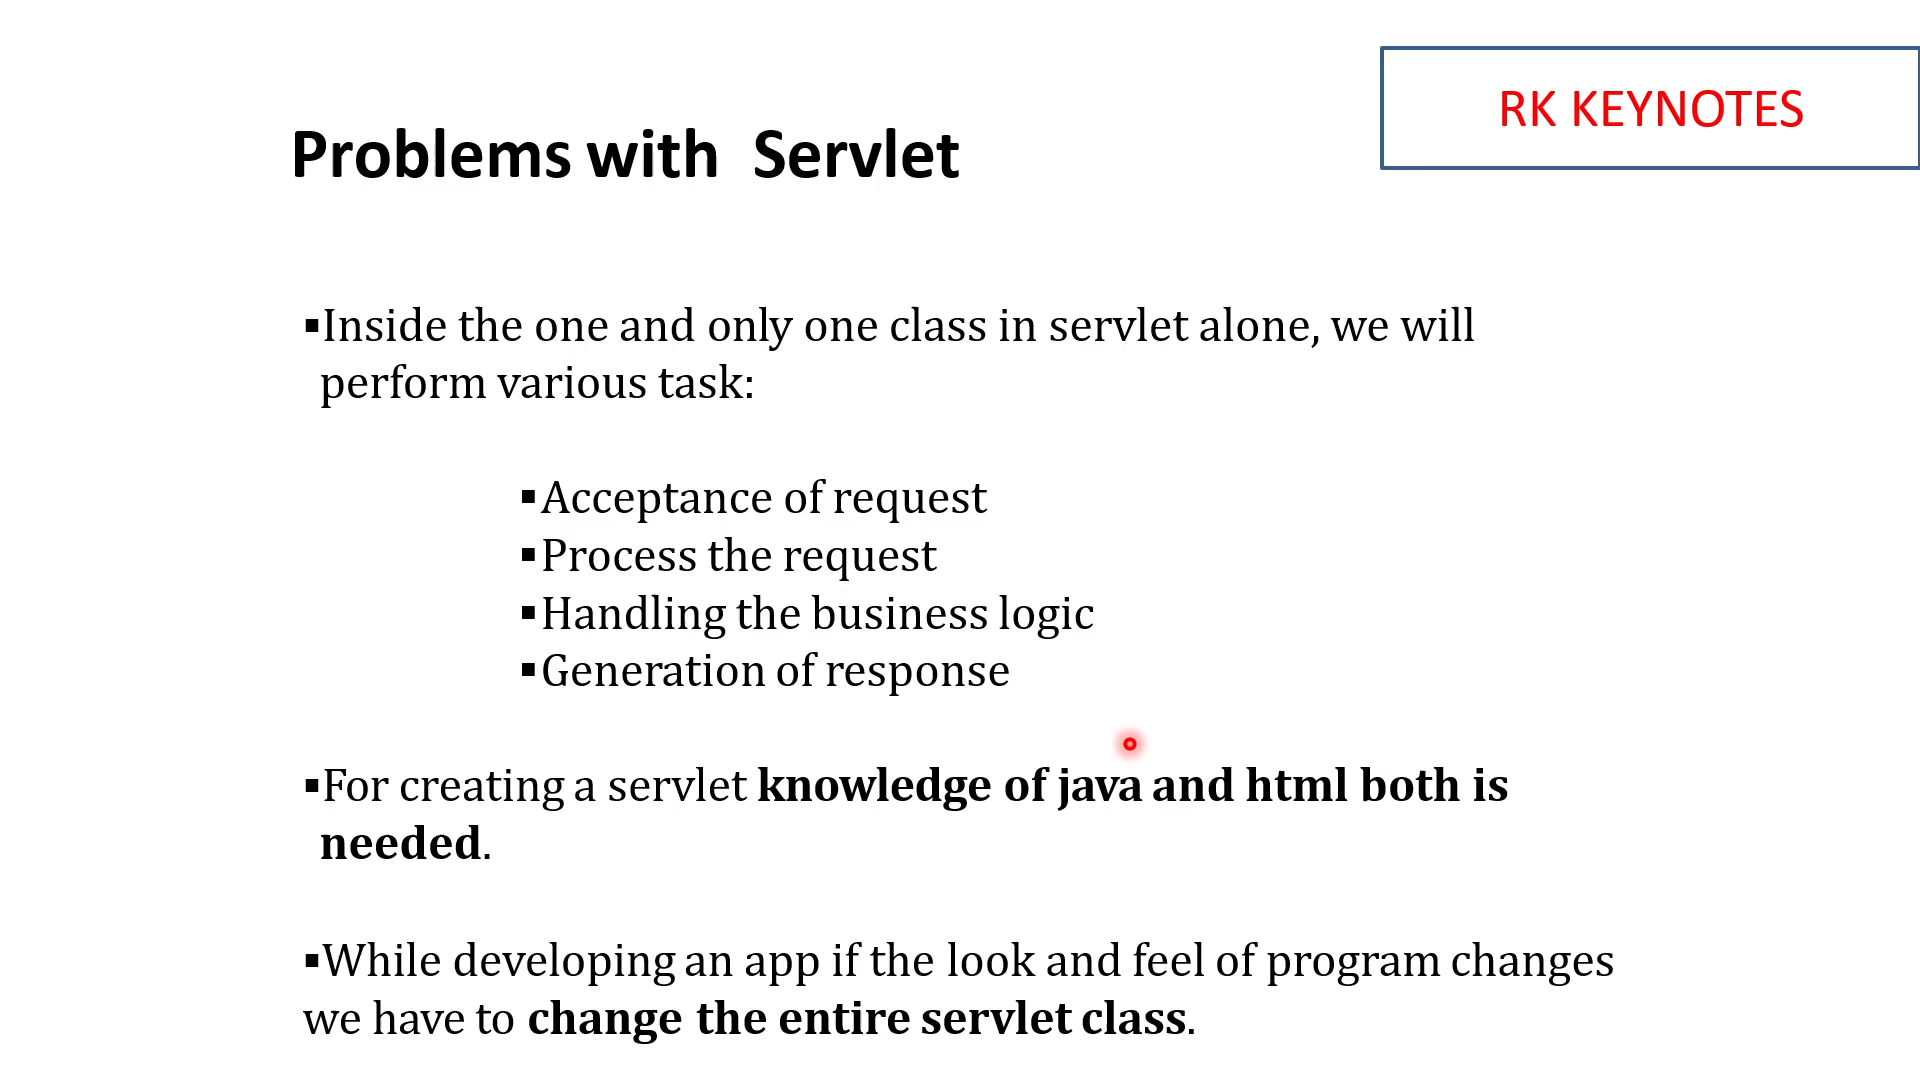 RK KEYNOTES
Problems with  Servlet
▪Inside the one and only one class in servlet alone, we will
perform various task:
▪Acceptance of request
▪Process the request
▪Handling the business logic
▪Generation of response
▪For creating a servlet knowledge of java and html both is
needed.
▪While developing an app if the look and feel of program changes
we have to change the entire servlet class.